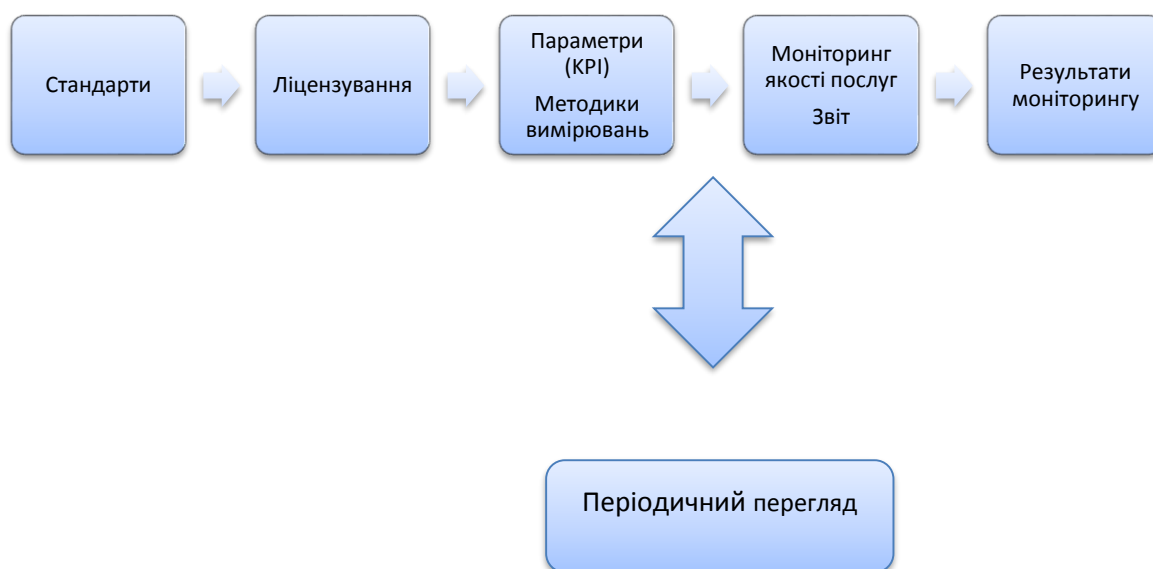 Стандарти
Ліцензування
Параметри
(KPI)
Методики
вимірювань
Моніторинг
якості послуг
Звіт
Результати
моніторингу
Періодичний перегляд